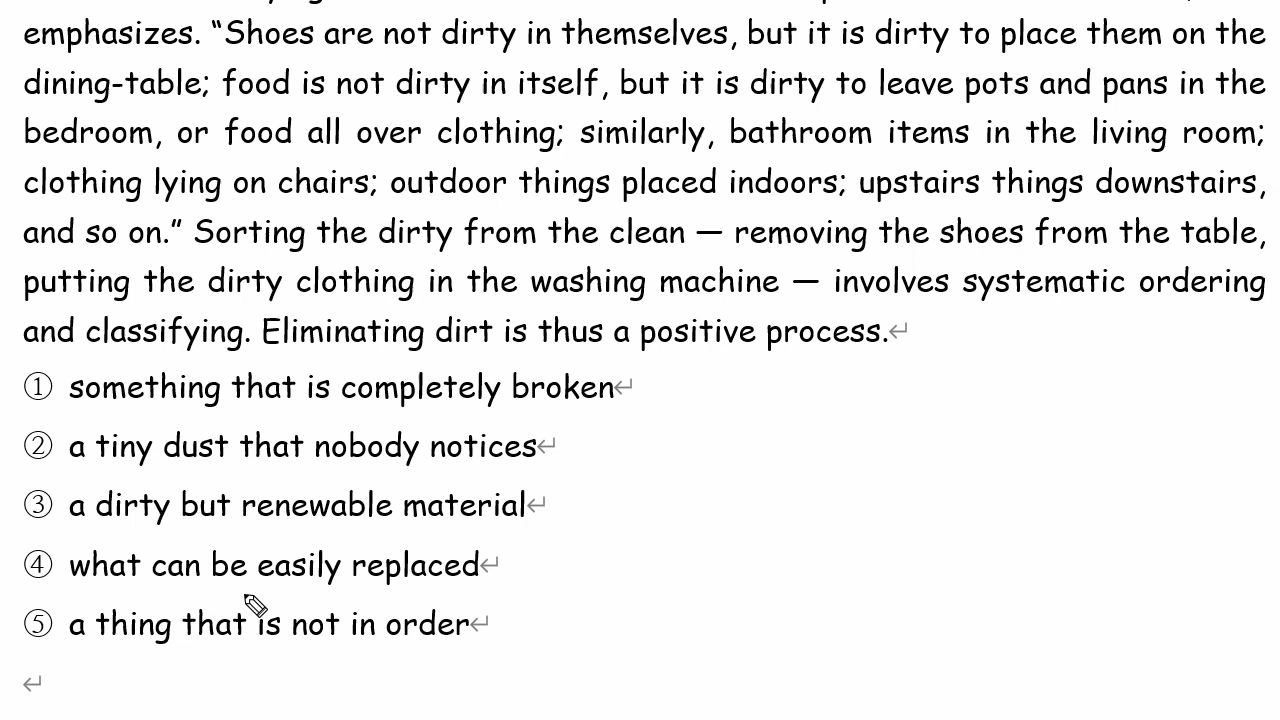 emphasizes. “Shoes are not dirty in themselves, but it is dirty to place them on the
dining-table; food is not dirty in itself, but it is dirty to leave pots and pans in the
bedroom, or food all over clothing; similarly, bathroom items in the living room;
clothing lying on chairs; outdoor things placed indoors; upstairs things downstairs,
and so on.” Sorting the dirty from the clean — removing the shoes from the table,
putting the dirty clothing in the washing machine — involves systematic ordering
and classifying. Eliminating dirt is thus a positive process.↵
① something that is completely broken↵
② a tiny dust that nobody notices↵
③ a dirty but renewable material↵
④ what can be easily replaced↵
⑤ a thing that is not in order↵
↵